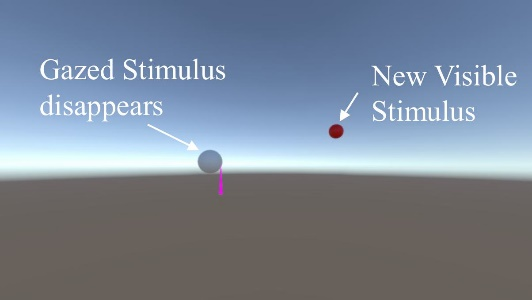 Gazed Stimulus
disappears
New Visible
Stimulus